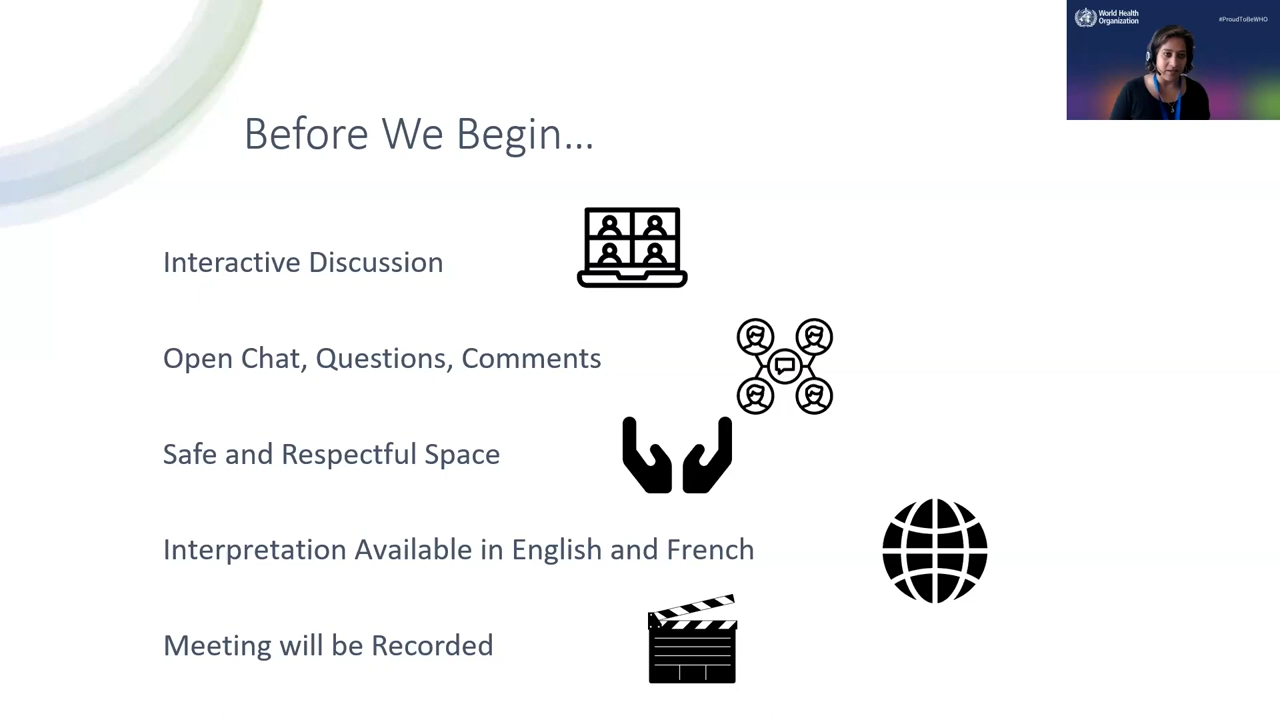 World Health
Organization
#ProudToBeWHO
Before We Begin...
Interactive Discussion
Open Chat, Questions, Comments
Safe and Respectful Space
Interpretation Available in English and French
Meeting will be Recorded